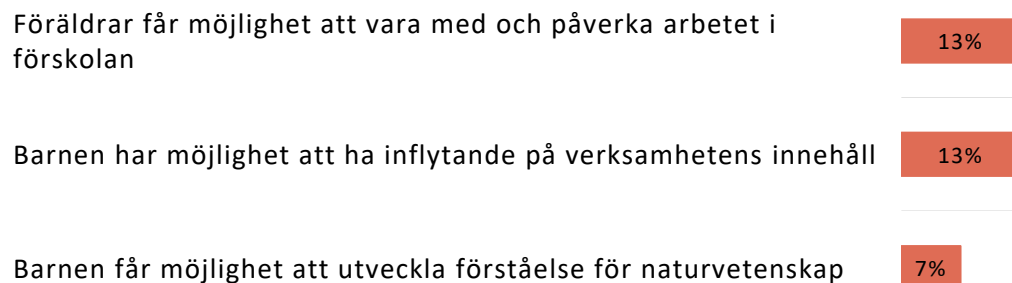 Föräldrar får möjlighet att vara med och påverka arbetet i
förskolan
13%
Barnen har möjlighet att ha inflytande på verksamhetens innehåll
13%
Barnen får möjlighet att utveckla förståelse för naturvetenskap
7%